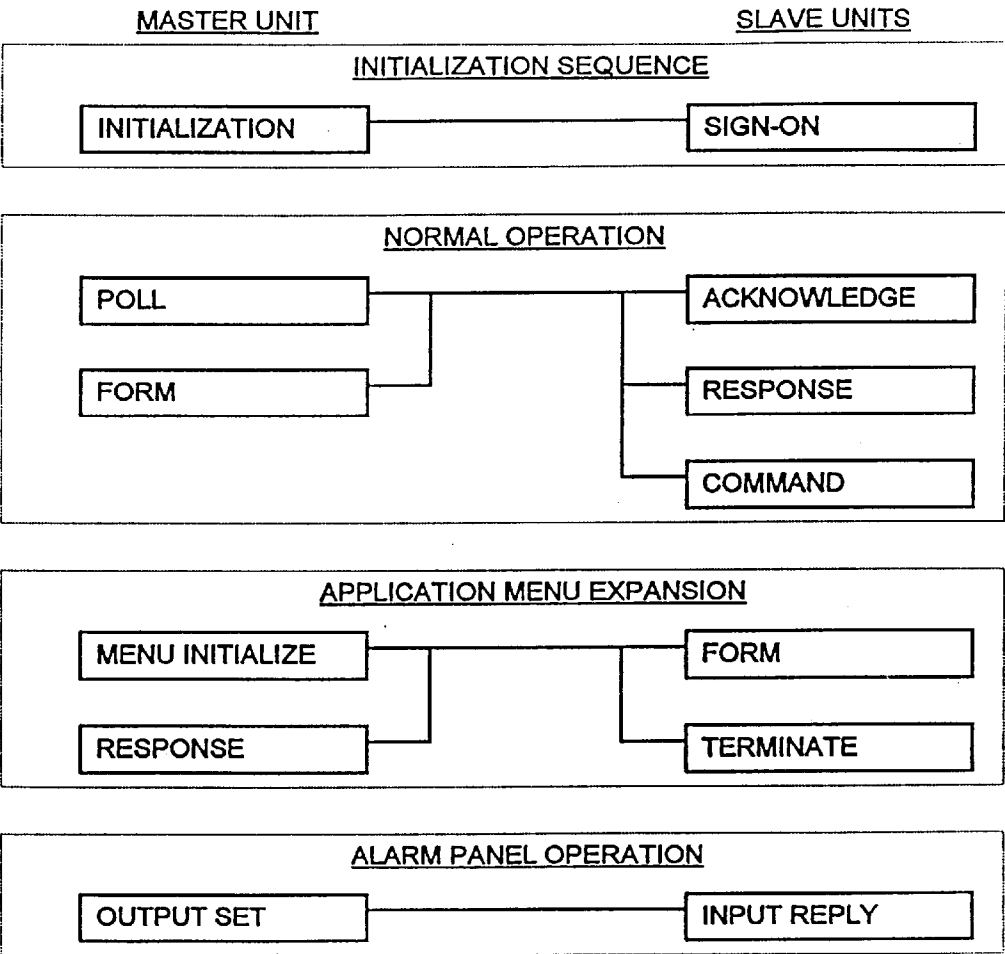 MASTER UNIT SLAVE UNITS
INITIALIZATION SEQUENCE
INITIALIZATION SIGN-ON
NORMAL OPERATION
POLL ACKNOWLEDGE
FORM RESPONSE
COMMAND
APPLICATION MENU EXPANSION
MENU INITIALIZE FORM
RESPONSE TERMINATE
ALARM PANEL OPERATION
OUTPUT SET INPUT REPLY